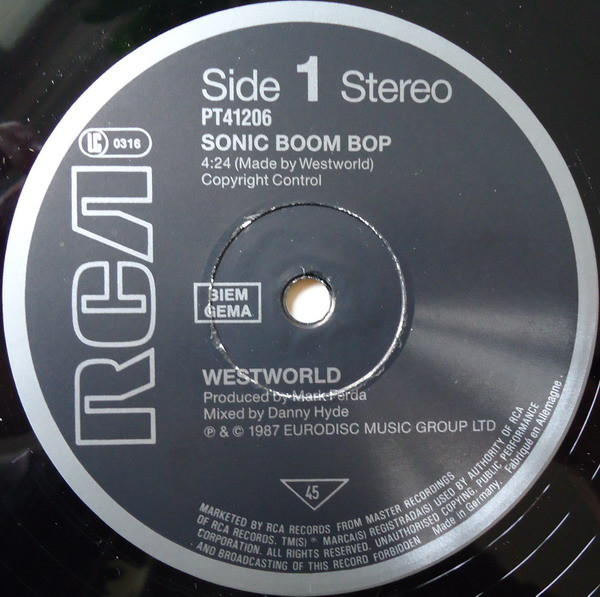 Side 1 Stereo
PT41206
SONIC BOOM BOP
4:24 (Made by Westworld)
Copyright Control
LC 0316
RCA
BIEM
GEMA
WESTWORLD
Produced by Mark Ferda
Mixed by Danny Hyde
℗ & © 1987 EURODISC MUSIC GROUP LTD
45
MARKETED BY RCA RECORDS FROM MASTER RECORDINGS
OF RCA RECORDS. TM(S) ® MARCA(S) REGISTRADA(S) USED BY AUTHORITY OF RCA
CORPORATION. ALL RIGHTS RESERVED. UNAUTHORISED COPYING, PUBLIC PERFORMANCE
AND BROADCASTING OF THIS RECORD FORBIDDEN Made in Germany. Fabriqué en Allemagne.